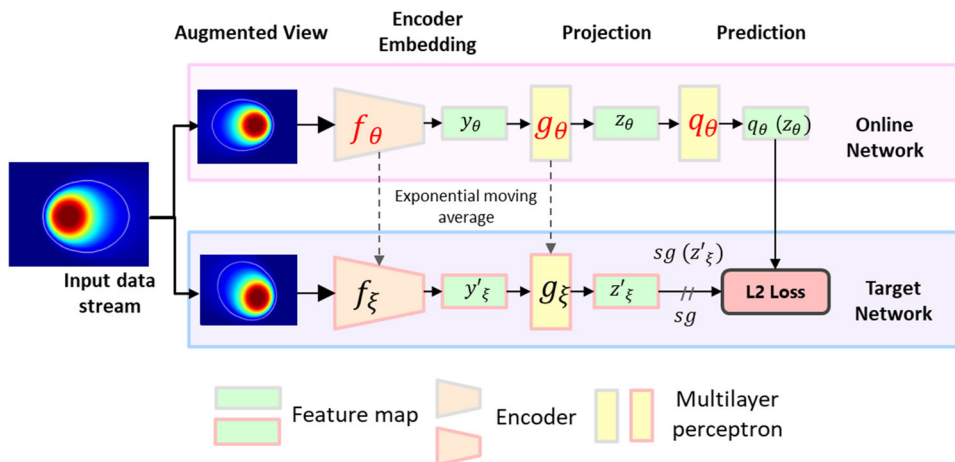 Augmented View
Encoder
Embedding
Projection
Prediction
f_θ
y_θ
g_θ
z_θ
q_θ
q_θ (z_θ)
Online
Network
Exponential moving
average
Input data
stream
f_ξ
y'_ξ
g_ξ
z'_ξ
sg (z'_ξ)
sg
L2 Loss
Target
Network
Feature map
Encoder
Multilayer
perceptron